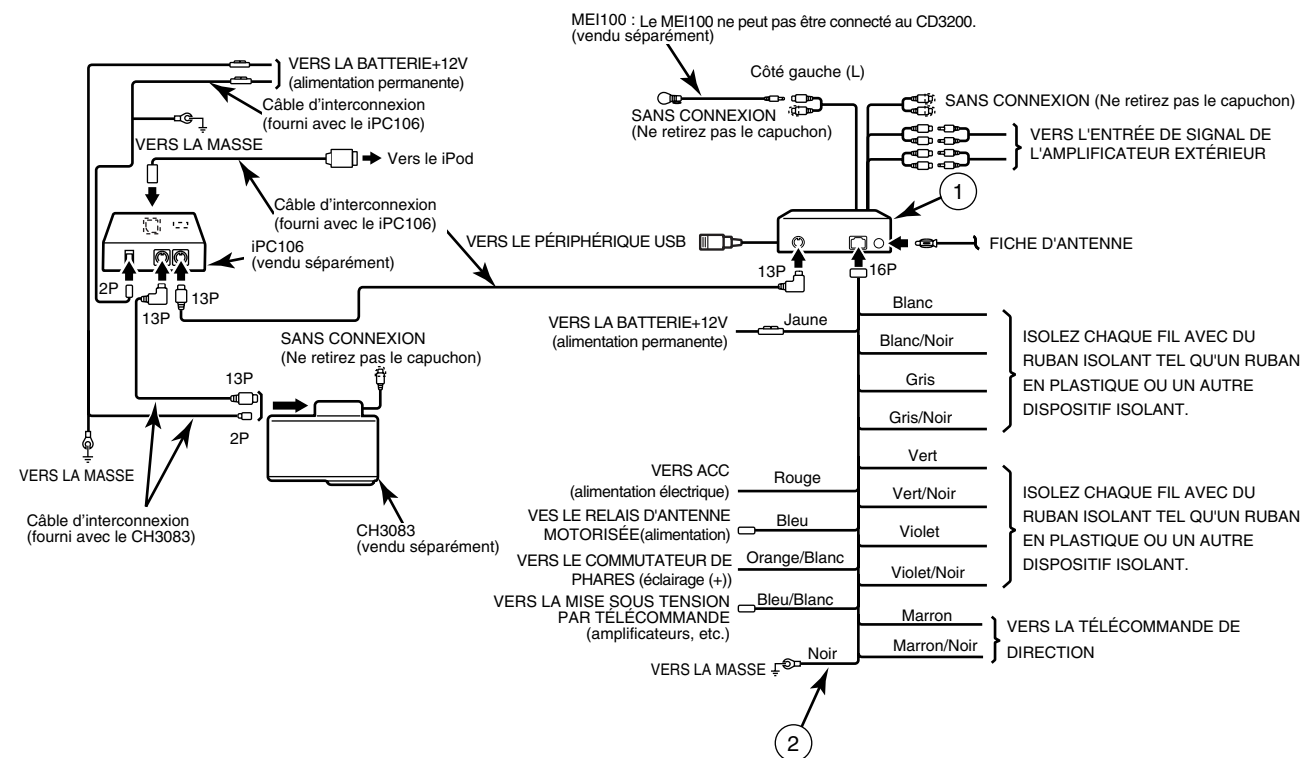 MEI100 : Le MEI100 ne peut pas être connecté au CD3200.
(vendu séparément)
VERS LA BATTERIE+12V
(alimentation permanente)
Côté gauche (L)
Câble d'interconnexion
(fourni avec le iPC106)
SANS CONNEXION
(Ne retirez pas le capuchon)
SANS CONNEXION (Ne retirez pas le capuchon)
VERS LA MASSE
Vers le iPod
VERS L'ENTRÉE DE SIGNAL DE
L'AMPLIFICATEUR EXTÉRIEUR
1
Câble d'interconnexion
(fourni avec le iPC106)
iPC106
(vendu séparément)
VERS LE PÉRIPHÉRIQUE USB
FICHE D'ANTENNE
2P
13P
13P
13P
16P
SANS CONNEXION
(Ne retirez pas le capuchon)
13P
2P
VERS LA MASSE
Câble d'interconnexion
(fourni avec le CH3083)
CH3083
(vendu séparément)
VERS LA BATTERIE+12V
(alimentation permanente)
Jaune
Blanc
Blanc/Noir
Gris
Gris/Noir
ISOLEZ CHAQUE FIL AVEC DU
RUBAN ISOLANT TEL QU'UN RUBAN
EN PLASTIQUE OU UN AUTRE
DISPOSITIF ISOLANT.
VERS ACC
(alimentation électrique)
Rouge
VES LE RELAIS D'ANTENNE
MOTORISÉE(alimentation)
Bleu
VERS LE COMMUTATEUR DE
PHARES (éclairage (+))
Orange/Blanc
VERS LA MISE SOUS TENSION
PAR TÉLÉCOMMANDE
(amplificateurs, etc.)
Bleu/Blanc
VERS LA MASSE
Noir
Vert
Vert/Noir
Violet
Violet/Noir
ISOLEZ CHAQUE FIL AVEC DU
RUBAN ISOLANT TEL QU'UN RUBAN
EN PLASTIQUE OU UN AUTRE
DISPOSITIF ISOLANT.
Marron
Marron/Noir
VERS LA TÉLÉCOMMANDE DE
DIRECTION
2